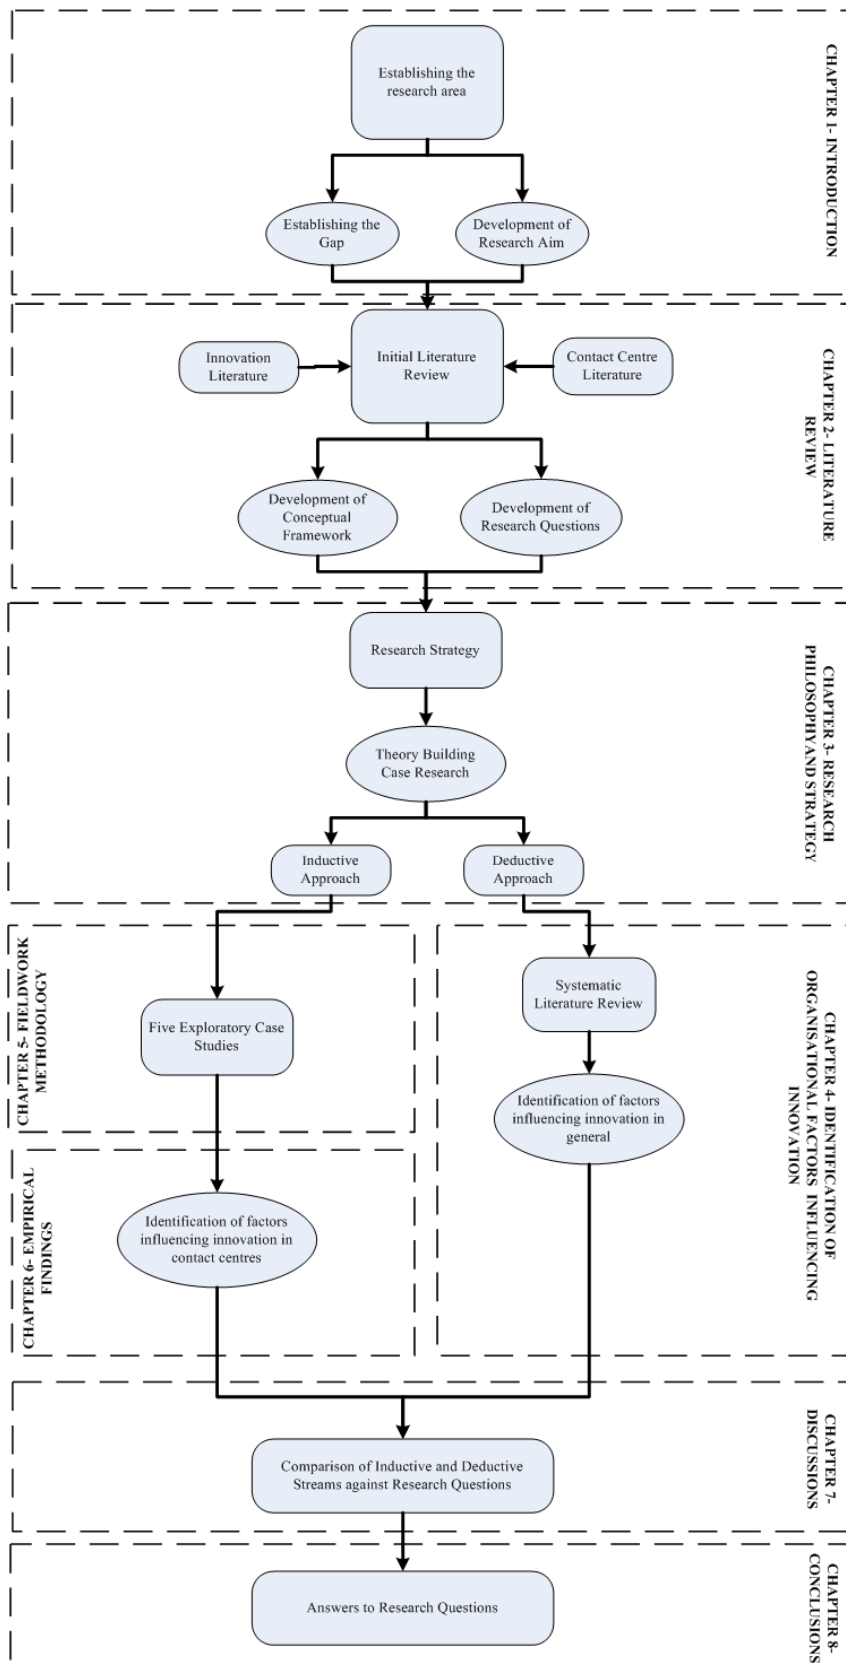 Establishing the
research area
CHAPTER 1- INTRODUCTION
Establishing the
Gap
Development of
Research Aim
Innovation
Literature
Initial Literature
Review
Contact Centre
Literature
CHAPTER 2- LITERATURE
REVIEW
Development of
Conceptual
Framework
Development of
Research Questions
Research Strategy
CHAPTER 3- RESEARCH
PHILOSOPHY AND STRATEGY
Theory Building
Case Research
Inductive
Approach
Deductive
Approach
CHAPTER 5- FIELDWORK
METHODOLOGY
Five Exploratory Case
Studies
Systematic
Literature Review
CHAPTER 4- IDENTIFICATION OF
ORGANISATIONAL FACTORS INFLUENCING
INNOVATION
Identification of factors
influencing innovation in
general
CHAPTER 6- EMPIRICAL
FINDINGS
Identification of factors
influencing innovation in
contact centres
CHAPTER 7-
DISCUSSIONS
Comparison of Inductive and Deductive
Streams against Research Questions
CHAPTER 8-
CONCLUSIONS
Answers to Research Questions